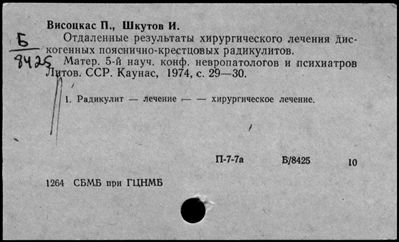 Висоцкас П., Шкутов И.
Отдаленные результаты хирургического лечения дис-
когенных пояснично-крестцовых радикулитов.
Б
8425
Матер. 5-й науч. конф. невропатологов и психиатров
Литов. ССР. Каунас, 1974, с. 29—30.
1. Радикулит — лечение — — хирургическое лечение.
П-7-7а Б/8425 10
1264 СБМБ при ГЦНМБ